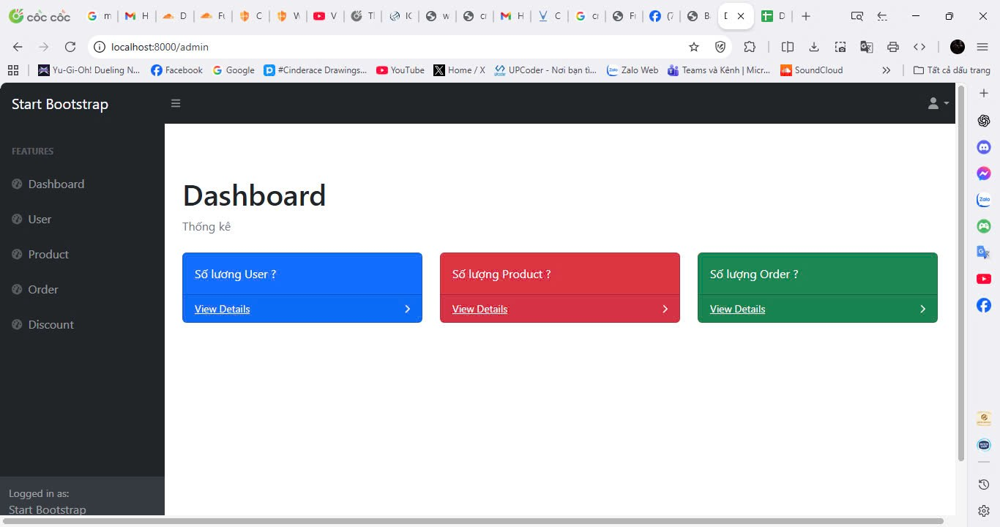 cốc cốc
localhost:8000/admin
Yu-Gi-Oh! Dueling N... Facebook Google #Cinderace Drawings... YouTube Home / X UPCoder - Nơi bạn tì... Zalo Web Teams và Kênh | Micr... SoundCloud » Tất cả dấu trang
Start Bootstrap
FEATURES
Dashboard
User
Product
Order
Discount
Logged in as:
Start Bootstrap
Dashboard
Thống kê
Số lương User ?
View Details
Số lượng Product ?
View Details
Số lượng Order ?
View Details